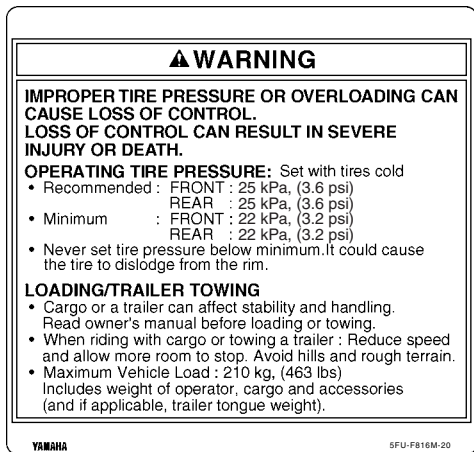 WARNING
IMPROPER TIRE PRESSURE OR OVERLOADING CAN
CAUSE LOSS OF CONTROL.
LOSS OF CONTROL CAN RESULT IN SEVERE
INJURY OR DEATH.
OPERATING TIRE PRESSURE: Set with tires cold
• Recommended : FRONT : 25 kPa, (3.6 psi)
REAR : 25 kPa, (3.6 psi)
• Minimum : FRONT : 22 kPa, (3.2 psi)
REAR : 22 kPa, (3.2 psi)
• Never set tire pressure below minimum.It could cause
the tire to dislodge from the rim.
LOADING/TRAILER TOWING
• Cargo or a trailer can affect stability and handling.
Read owner's manual before loading or towing.
• When riding with cargo or towing a trailer : Reduce speed
and allow more room to stop. Avoid hills and rough terrain.
• Maximum Vehicle Load : 210 kg, (463 lbs)
Includes weight of operator, cargo and accessories
(and if applicable, trailer tongue weight).
YAMAHA 5FU-F816M-20